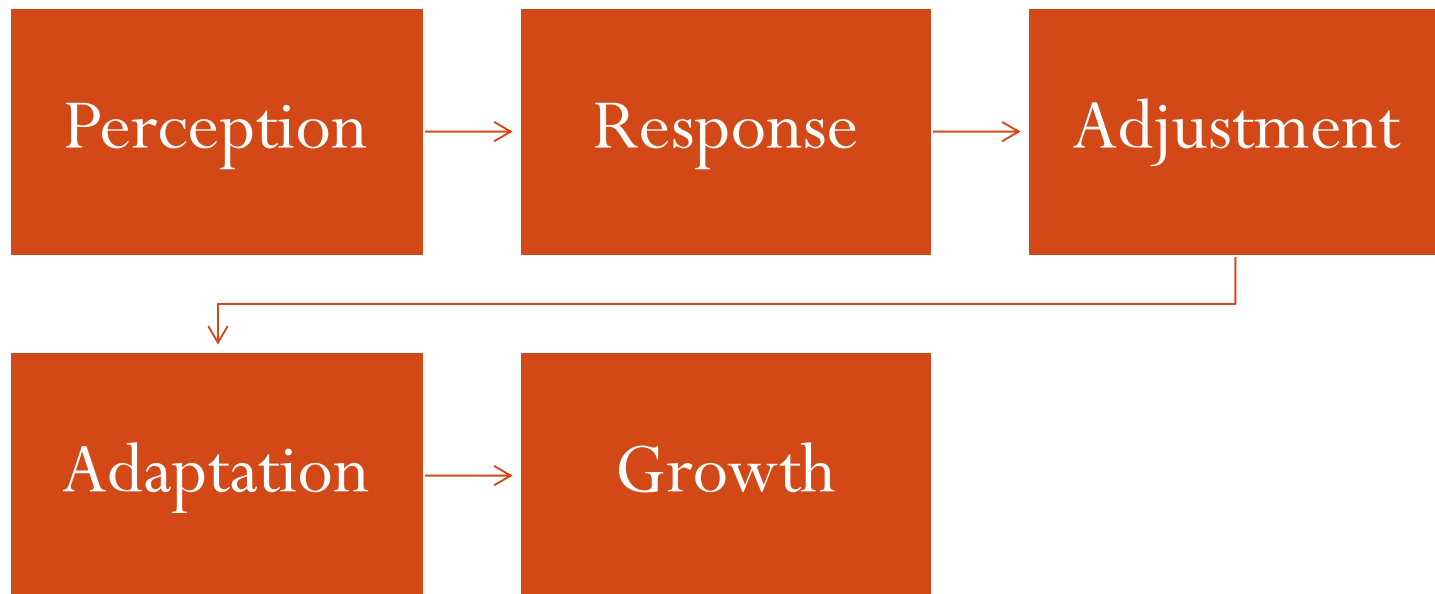 Perception
Response
Adjustment
Adaptation
Growth